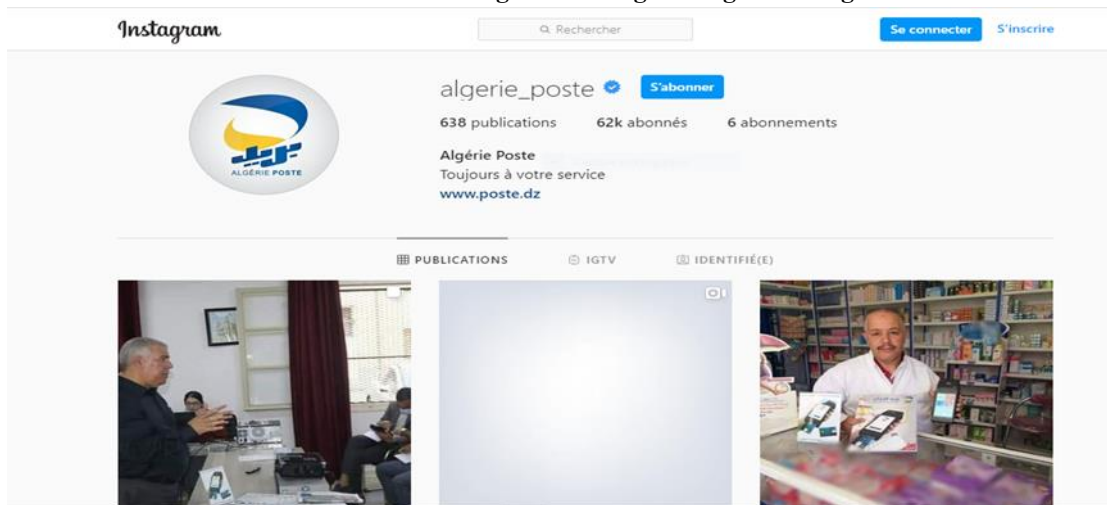 Instagram
Rechercher
Se connecter
S'inscrire
algerie_poste
S'abonner
638 publications 62k abonnés 6 abonnements
Algérie Poste
Toujours à votre service
www.poste.dz
بريد
ALGÉRIE POSTE
PUBLICATIONS
IGTV
IDENTIFIÉ(E)